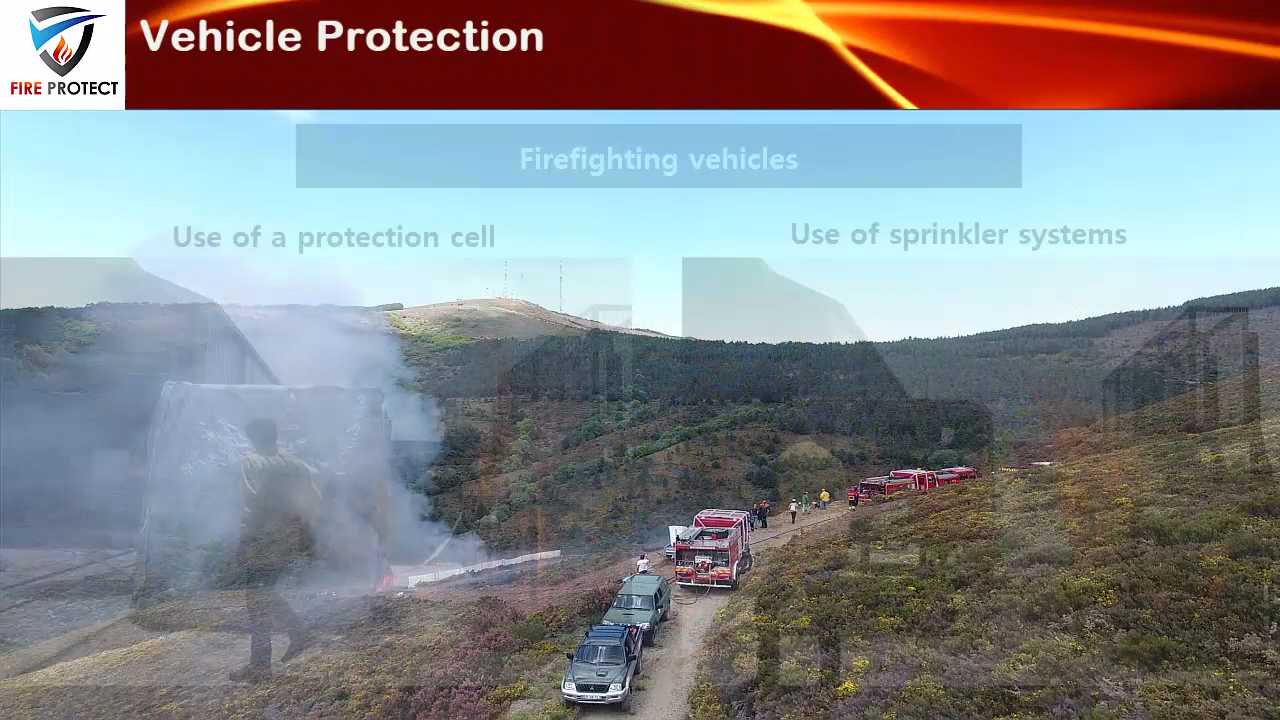 Vehicle Protection
FIRE PROTECT
Firefighting vehicles
Use of a protection cell
Use of sprinkler systems